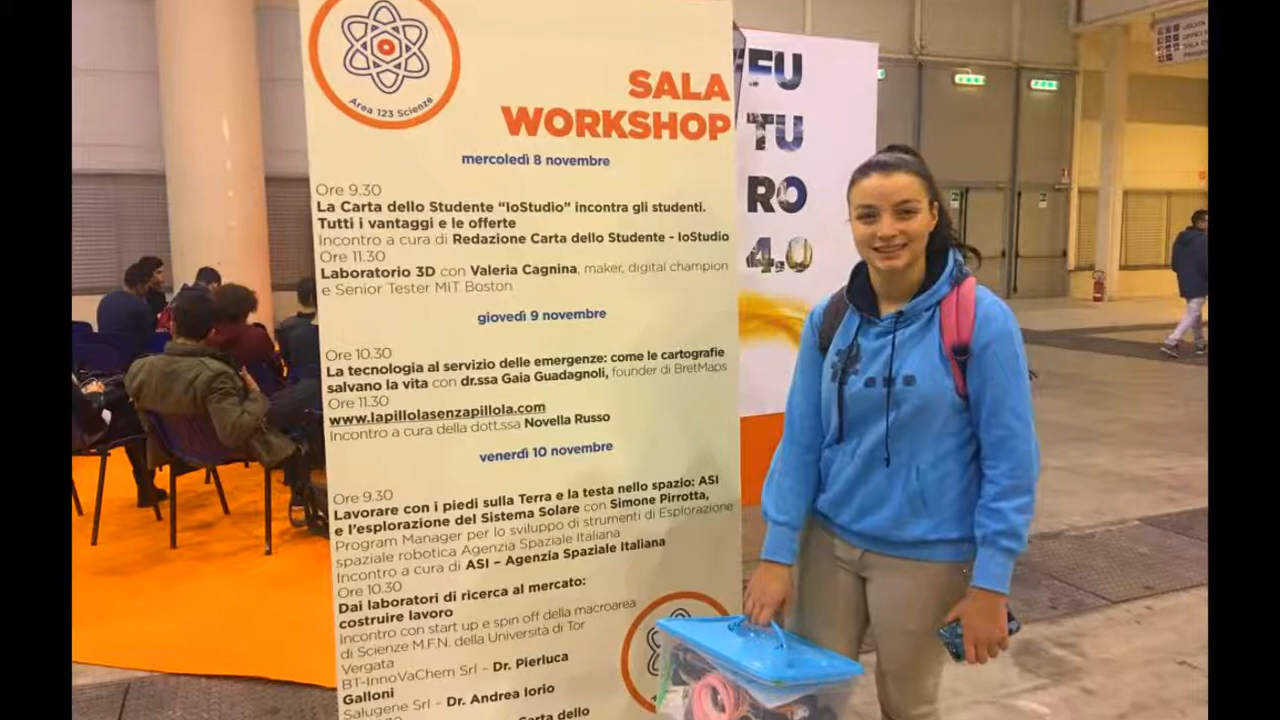 Area 123 Scienze
SALA
WORKSHOP
mercoledì 8 novembre
Ore 9.30
La Carta dello Studente “IoStudio” incontra gli studenti.
Tutti i vantaggi e le offerte
Incontro a cura di Redazione Carta dello Studente - IoStudio
Ore 11.30
Laboratorio 3D con Valeria Cagnina, maker, digital champion
e Senior Tester MIT Boston
giovedì 9 novembre
Ore 10.30
La tecnologia al servizio delle emergenze: come le cartografie
salvano la vita con dr.ssa Gaia Guadagnoli, founder di BretMaps
Ore 11.30
www.lapillolasenzapillola.com
Incontro a cura della dott.ssa Novella Russo
venerdì 10 novembre
Ore 9.30
Lavorare con i piedi sulla Terra e la testa nello spazio: ASI
e l’esplorazione del Sistema Solare con Simone Pirrotta,
Program Manager per lo sviluppo di strumenti di Esplorazione
spaziale robotica Agenzia Spaziale Italiana
Incontro a cura di ASI – Agenzia Spaziale Italiana
Ore 10.30
Dai laboratori di ricerca al mercato:
costruire lavoro
Incontro con start up e spin off della macroarea
di Scienze M.F.N. della Università di Tor
Vergata
BT-InnoVaChem Srl – Dr. Pierluca
Galloni
Salugene Srl – Dr. Andrea Iorio
Carta dello
FU
TU
RO
4.0